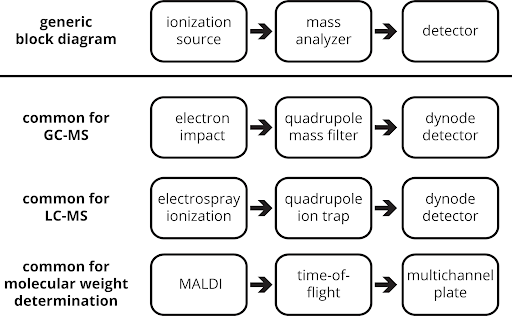 generic
block diagram
ionization
source
mass
analyzer
detector
common for
GC-MS
electron
impact
quadrupole
mass filter
dynode
detector
common for
LC-MS
electrospray
ionization
quadrupole
ion trap
dynode
detector
common for
molecular weight
determination
MALDI
time-of-
flight
multichannel
plate